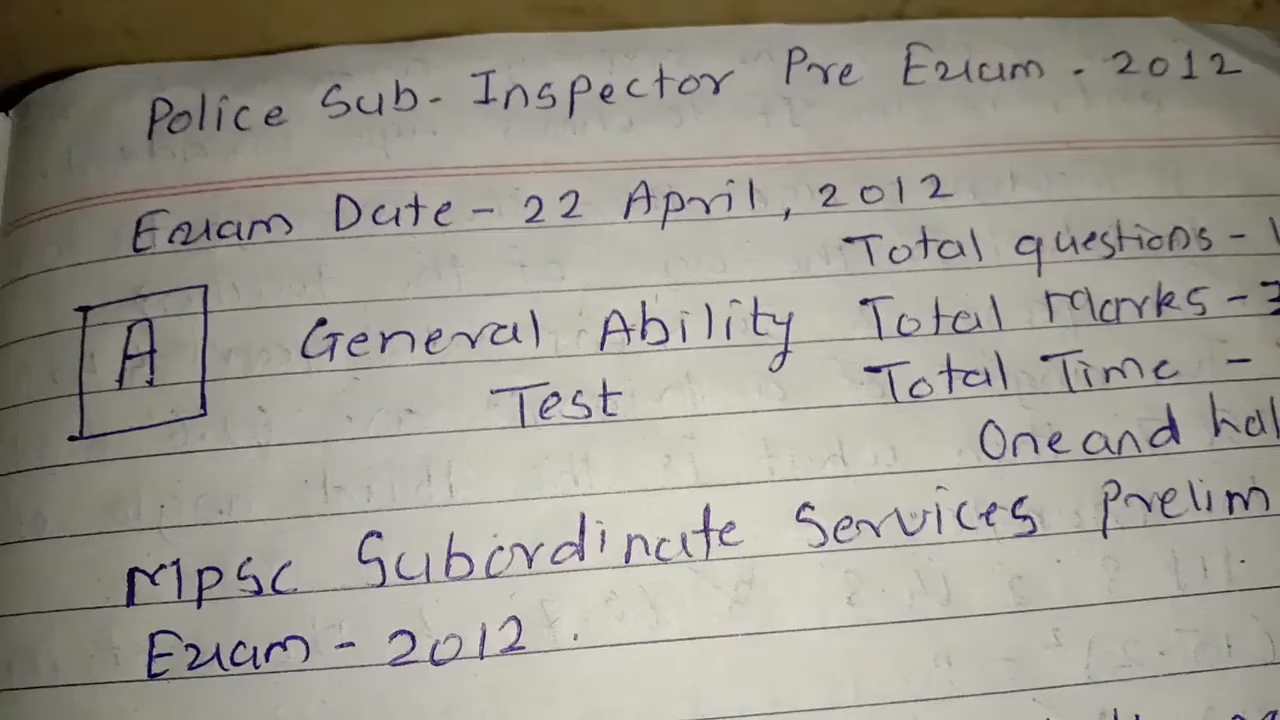 Police Sub-Inspector Pre Exam - 2012
Exam Date - 22 April, 2012
Total questions -
A
General Ability Total Marks -
Test Total Time -
One and
MPSC Subordinate Services Prelim
Exam - 2012.